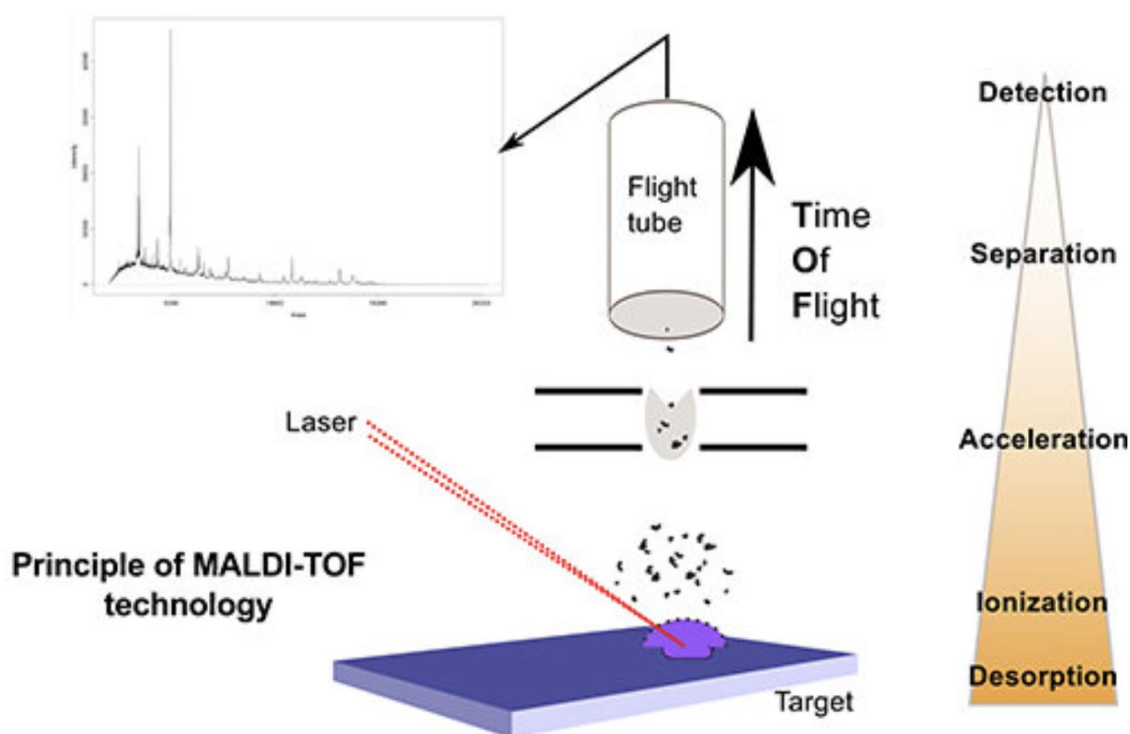 Detection
Flight
tube
Time
Of
Flight
Separation
Laser
Acceleration
Principle of MALDI-TOF
technology
Ionization
Desorption
Target